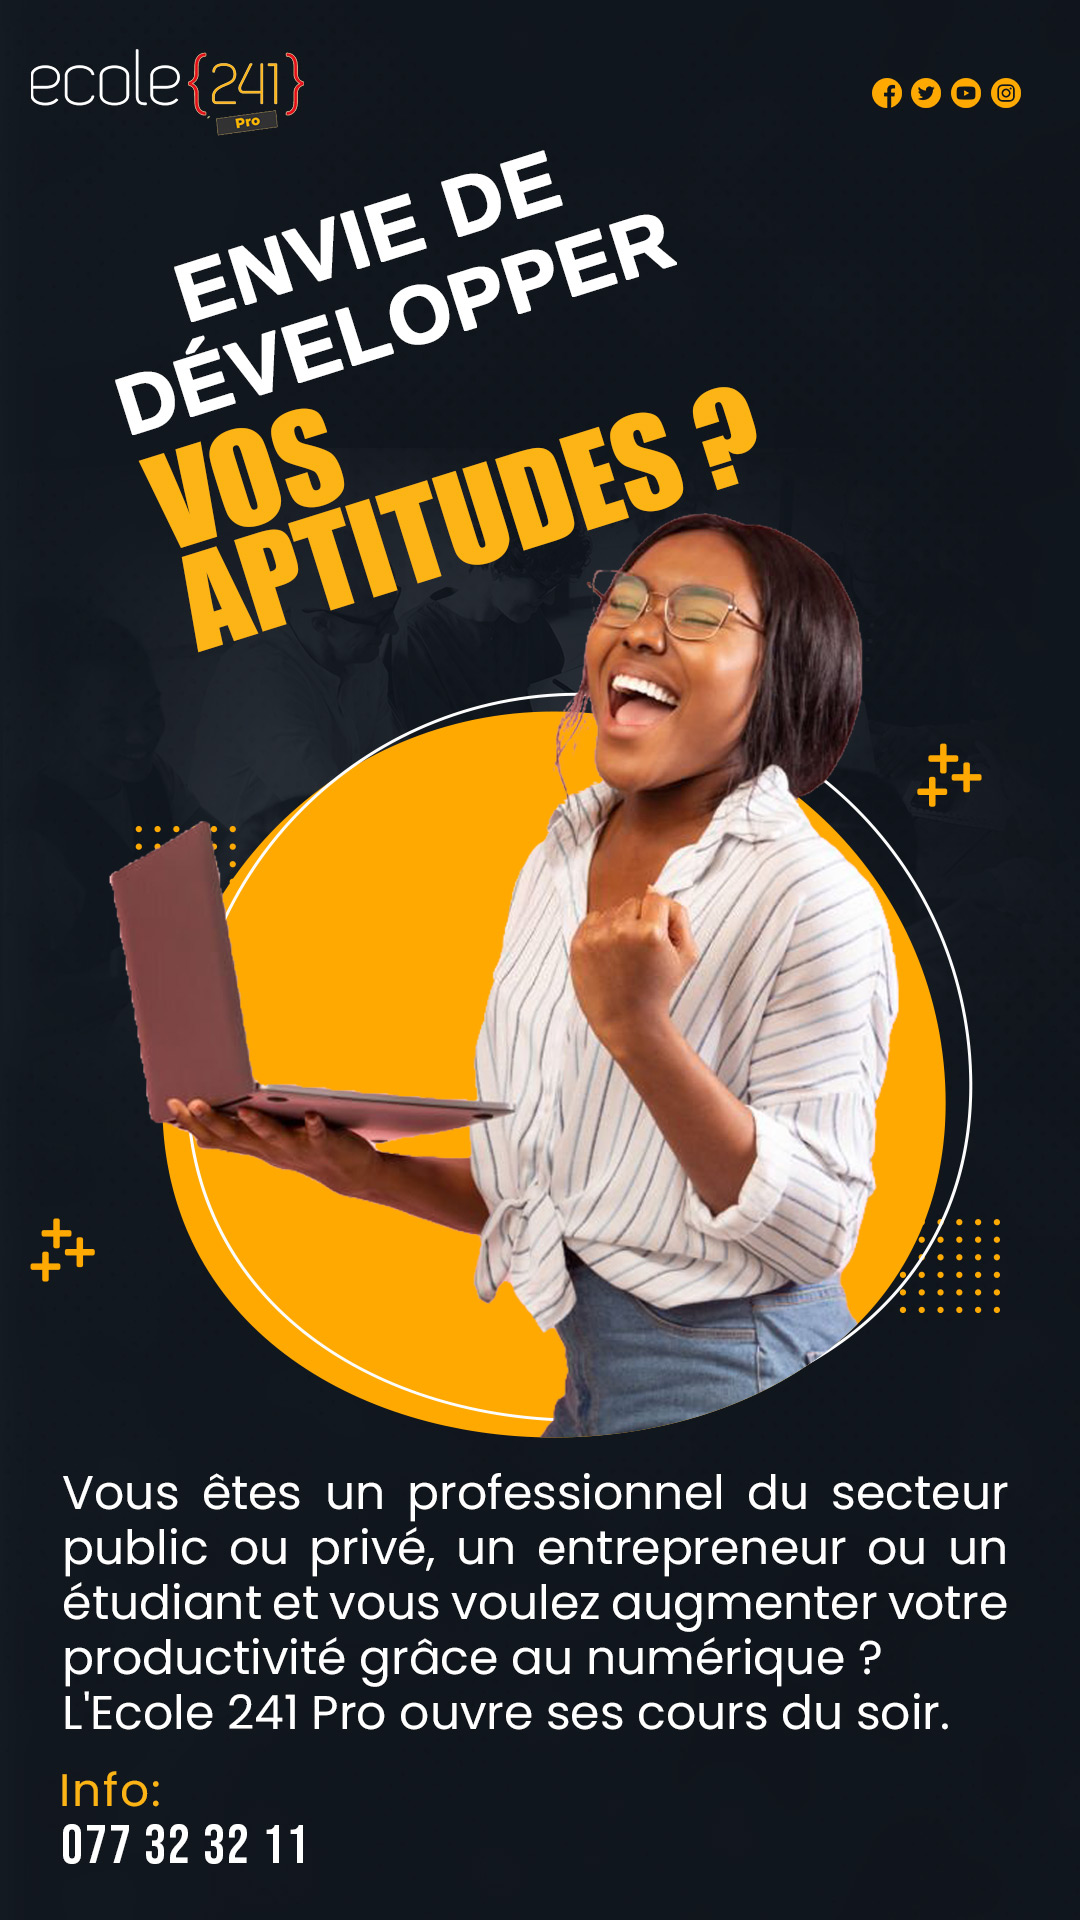 ecole{241}
Pro
ENVIE DE
DÉVELOPPER
VOS
APTITUDES ?
Vous êtes un professionnel du secteur
public ou privé, un entrepreneur ou un
étudiant et vous voulez augmenter votre
productivité grâce au numérique ?
L'Ecole 241 Pro ouvre ses cours du soir.
Info:
077 32 32 11